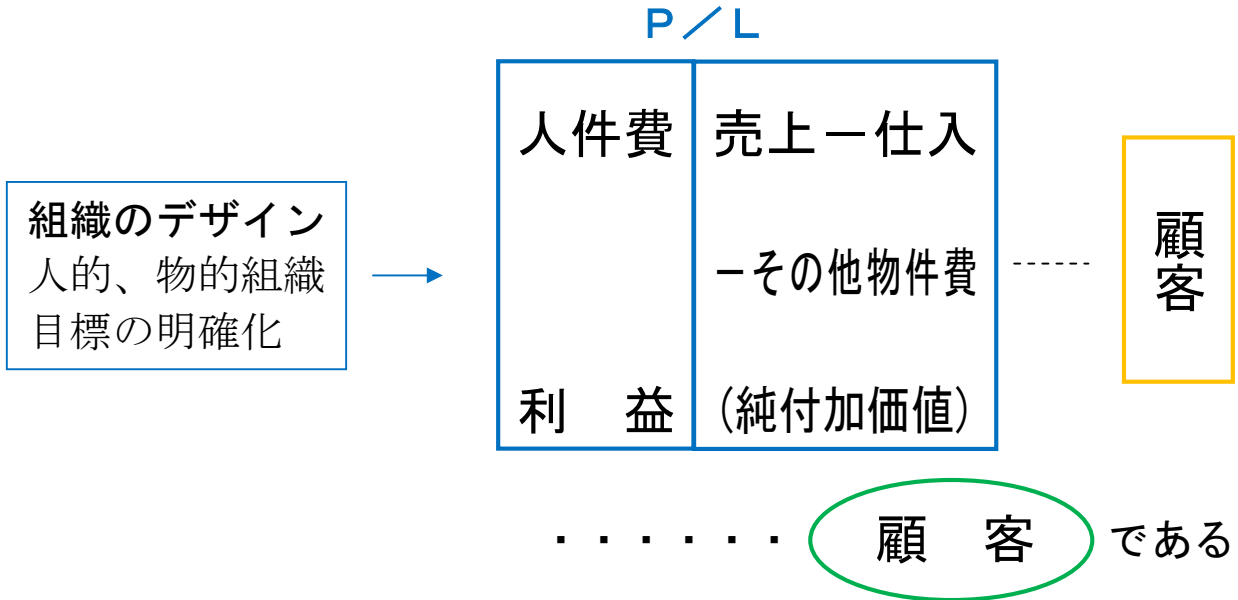 P／L
組織のデザイン
人的、物的組織
目標の明確化
人件費
利　益
売上－仕入
－その他物件費
(純付加価値)
顧客
・・・・・・ 顧　客 である